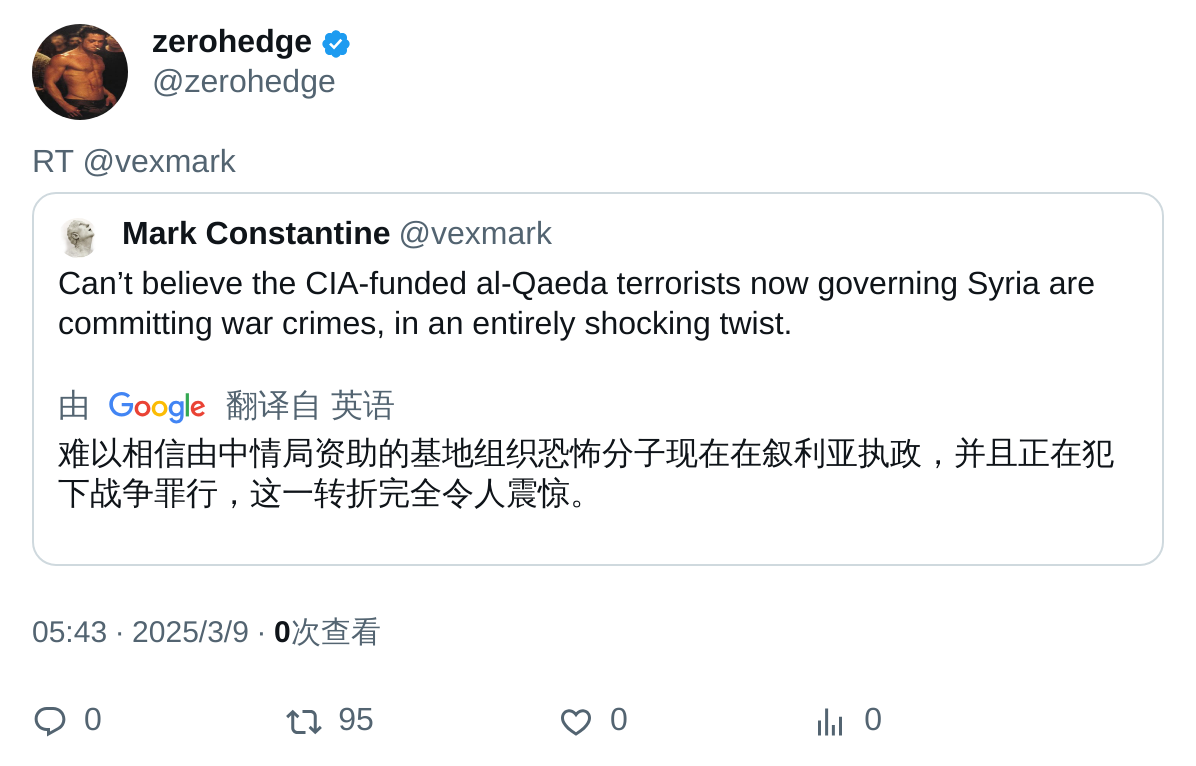 zerohedge
@zerohedge
RT @vexmark
Mark Constantine @vexmark
Can’t believe the CIA-funded al-Qaeda terrorists now governing Syria are
committing war crimes, in an entirely shocking twist.
由 Google 翻译自 英语
难以相信由中情局资助的基地组织恐怖分子现在在叙利亚执政，并且正在犯
下战争罪行，这一转折完全令人震惊。
05:43 · 2025/3/9 · 0次查看
0 95 0 0